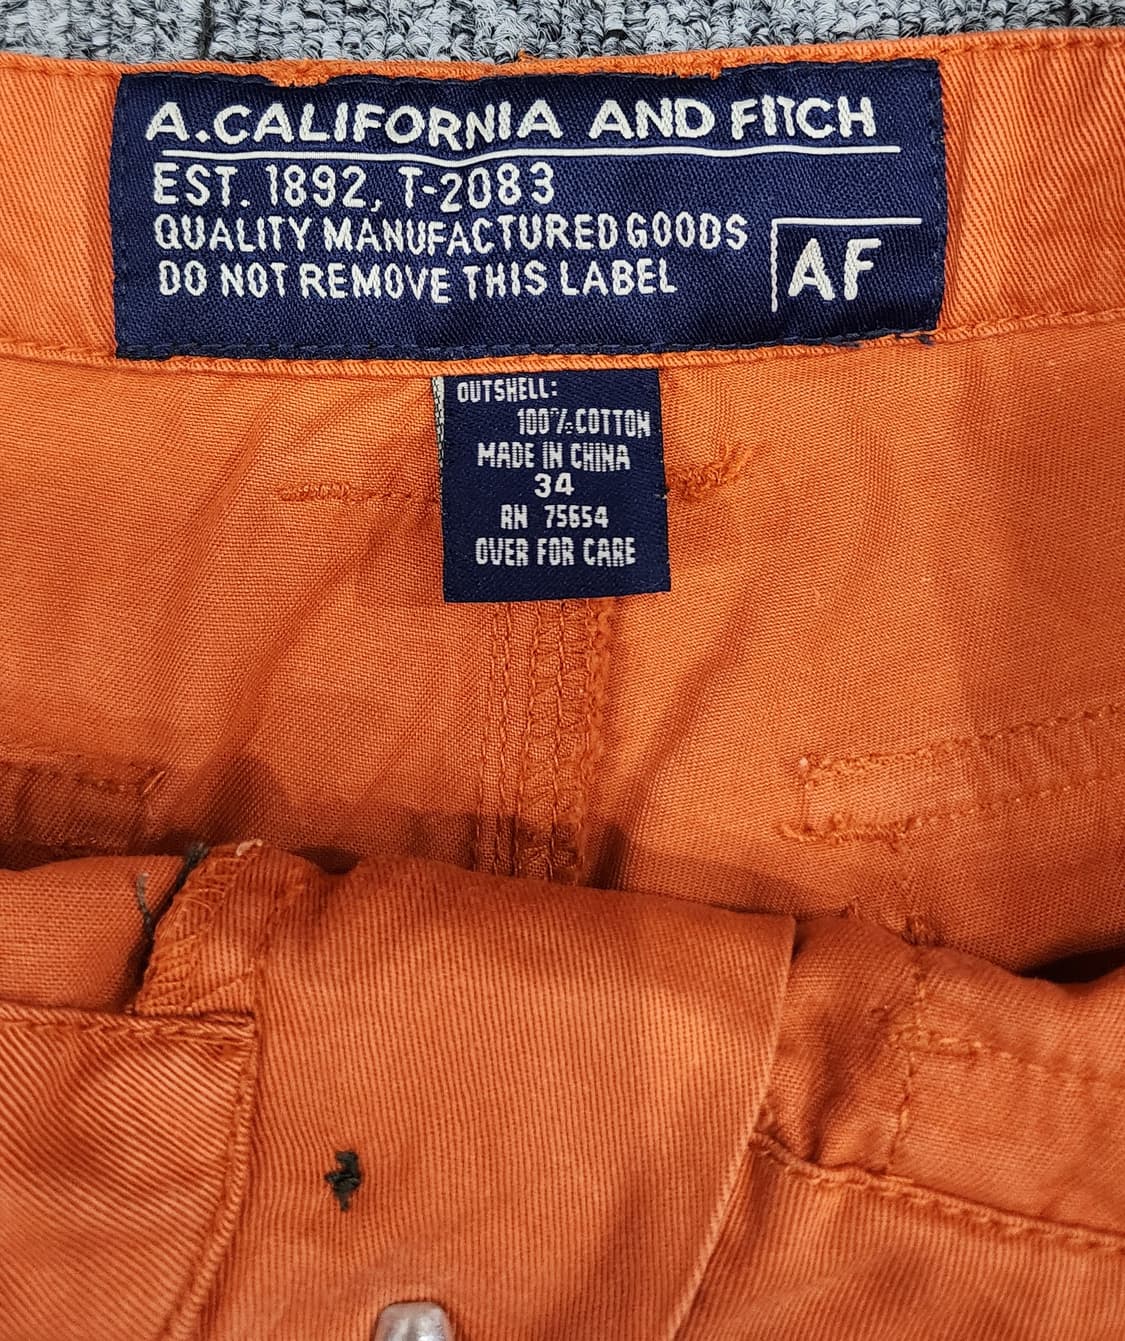 A.CALIFORNIA AND FITCH
EST. 1892, T-2083
QUALITY MANUFACTURED GOODS
DO NOT REMOVE THIS LABEL
AF
OUTSHELL:
100% COTTON
MADE IN CHINA
34
RN 75654
OVER FOR CARE